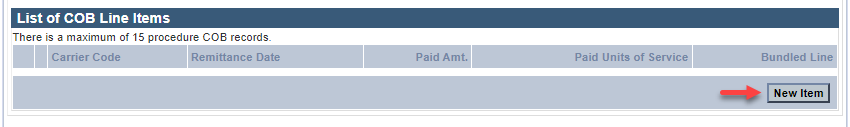 List of COB Line Items
There is a maximum of 15 procedure COB records.
Carrier Code Remittance Date Paid Amt. Paid Units of Service Bundled Line
New Item